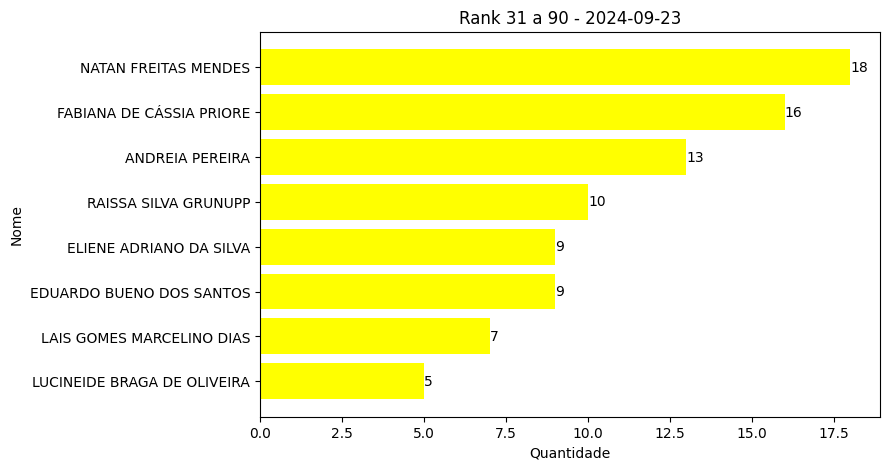 Rank 31 a 90 - 2024-09-23
Nome
NATAN FREITAS MENDES 18
FABIANA DE CÁSSIA PRIORE 16
ANDREIA PEREIRA 13
RAISSA SILVA GRUNUPP 10
ELIENE ADRIANO DA SILVA 9
EDUARDO BUENO DOS SANTOS 9
LAIS GOMES MARCELINO DIAS 7
LUCINEIDE BRAGA DE OLIVEIRA 5
0.0 2.5 5.0 7.5 10.0 12.5 15.0 17.5
Quantidade